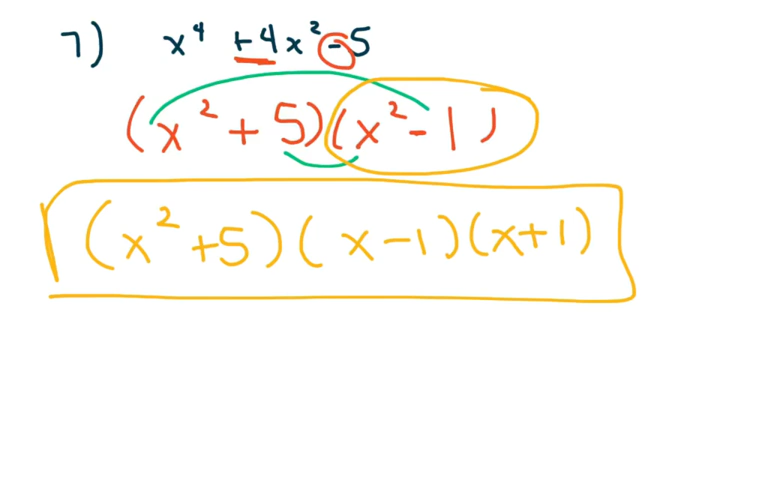 7) x⁴ +4x² -5
(x² + 5)(x² - 1)
(x² +5)(x-1)(x+1)